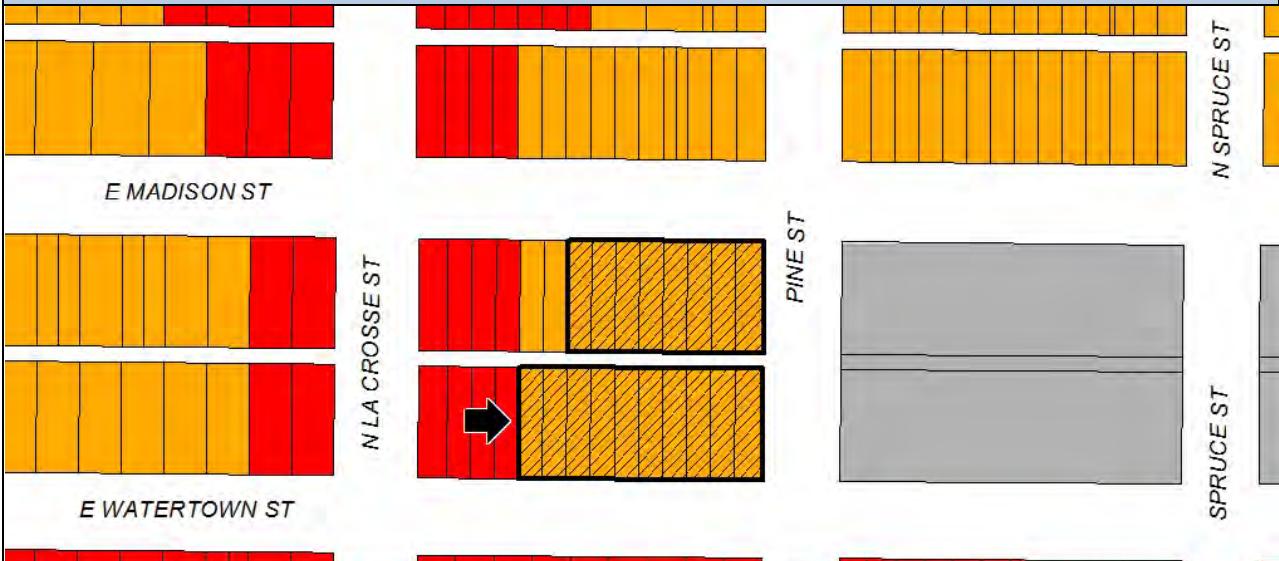 N SPRUCE ST
E MADISON ST
PINE ST
N LA CROSSE ST
SPRUCE ST
E WATERTOWN ST